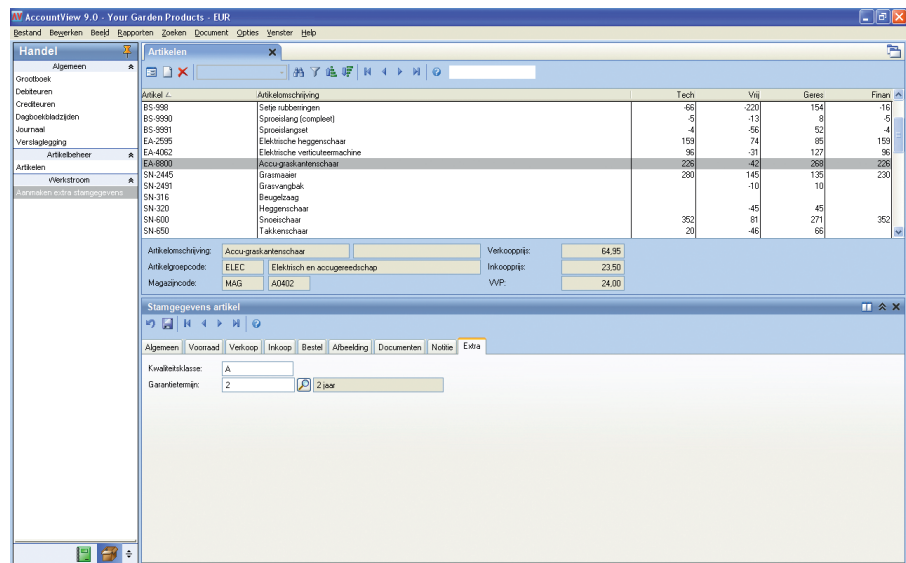 AccountView 9.0 - Your Garden Products - EUR
Bestand Bewerken Beeld Rapporten Zoeken Document Opties Venster Help
Handel
Algemeen
Grootboek
Debiteuren
Crediteuren
Dagboekbladzijden
Journaal
Verslaglegging
Artikelbeheer
Artikelen
Werkstroom
Aanmaken extra stamgegevens
Artikelen
Artikel Artikelomschrijving Tech Vrij Geres Finan
BS-998 Setje rubberringen -66 -220 154 -16
BS-9990 Sproeislang (compleet) -5 -13 8 -5
BS-9991 Sproeislangset -4 -56 52 -4
EA-2595 Elektrische heggenschaar 159 74 85 159
EA-4062 Elektrische verticuteermachine 96 -31 127 96
EA-8800 Accu-graskantenschaar 226 -42 268 226
SN-2445 Grasmaaier 280 145 135 230
SN-2491 Grasvangbak -10 10
SN-316 Beugelzaag
SN-320 Heggenschaar -45 45
SN-600 Snoeischaar 352 81 271 352
SN-650 Takkenschaar 20 -46 66
Artikelomschrijving: Accu-graskantenschaar Verkoopprijs: 64,95
Artikelgroepcode: ELEC Elektrisch en accugereedschap Inkoopprijs: 23,50
Magazijncode: MAG A0402 VVP: 24,00
Stamgegevens artikel
Algemeen Voorraad Verkoop Inkoop Bestel Afbeelding Documenten Notitie Extra
Kwaliteitsklasse: A
Garantietermijn: 2 2 jaar